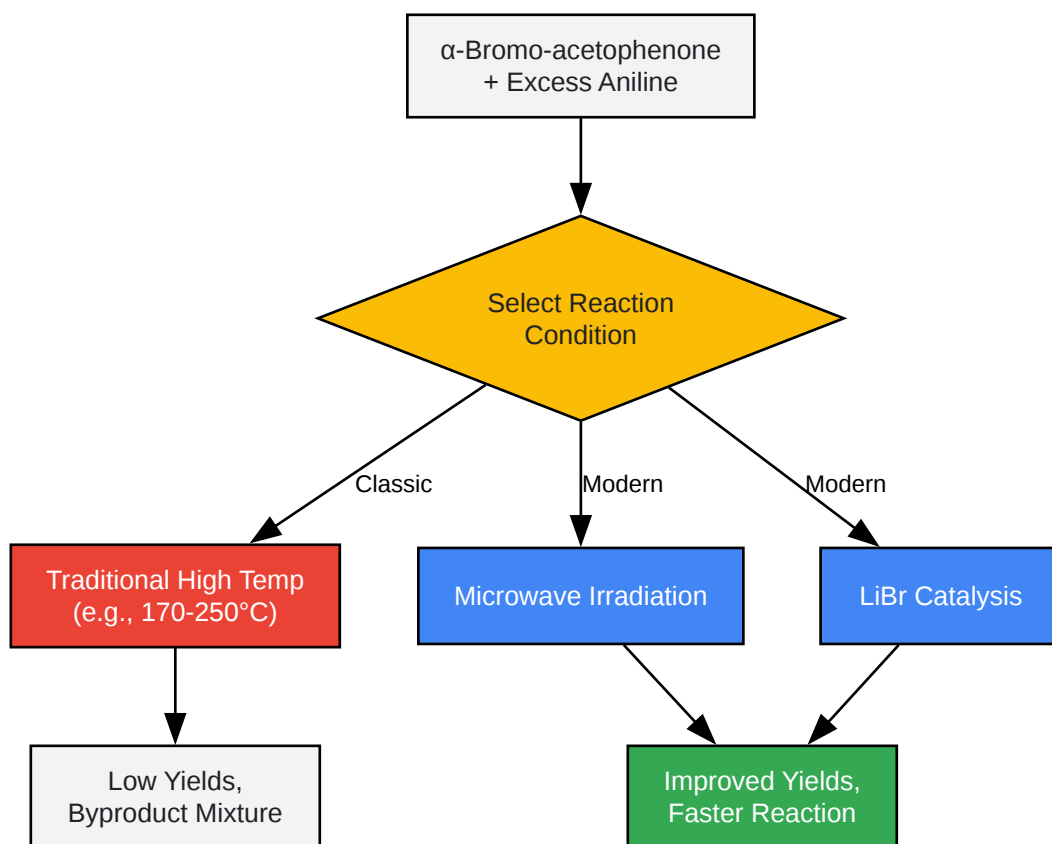 α-Bromo-acetophenone
+ Excess Aniline
Select Reaction
Condition
Classic
Modern
Modern
Traditional High Temp
(e.g., 170-250°C)
Microwave Irradiation
LiBr Catalysis
Low Yields,
Byproduct Mixture
Improved Yields,
Faster Reaction